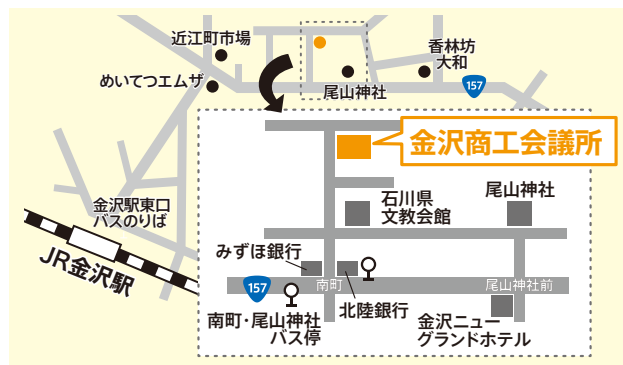 近江町市場
香林坊
大和
めいてつエムザ
尾山神社
157
金沢商工会議所
石川県
文教会館
尾山神社
金沢駅東口
バスのりば
JR金沢駅
みずほ銀行
157
南町
尾山神社前
北陸銀行
南町・尾山神社
バス停
金沢ニュー
グランドホテル